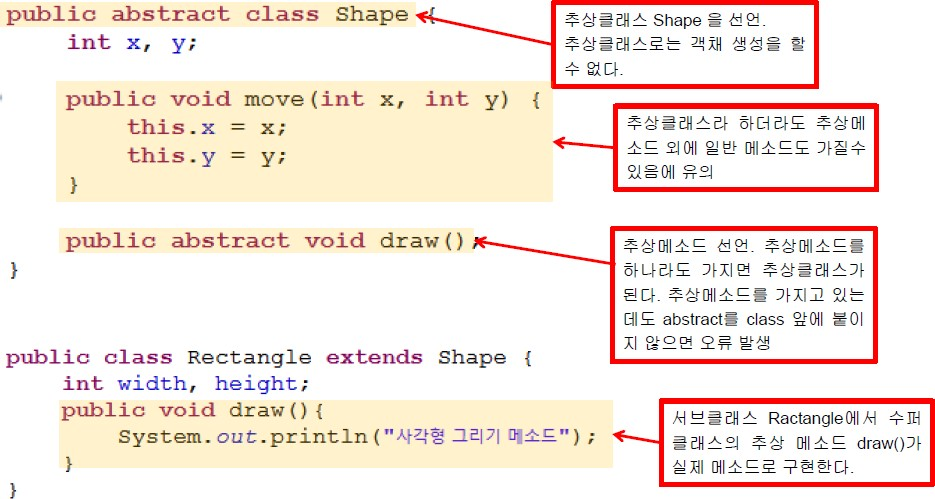 public abstract class Shape {
int x, y;
public void move(int x, int y) {
this.x = x;
this.y = y;
}
public abstract void draw();
}
public class Rectangle extends Shape {
int width, height;
public void draw(){
System.out.println("사각형 그리기 메소드");
}
}
추상클래스 Shape 을 선언.
추상클래스로는 객채 생성을 할
수 없다.
추상클래스라 하더라도 추상메
소드 외에 일반 메소드도 가질수
있음에 유의
추상메소드 선언. 추상메소드를
하나라도 가지면 추상클래스가
된다. 추상메소드를 가지고 있는
데도 abstract를 class 앞에 붙이
지 않으면 오류 발생
서브클래스 Ractangle에서 수퍼
클래스의 추상 메소드 draw()가
실제 메소드로 구현한다.